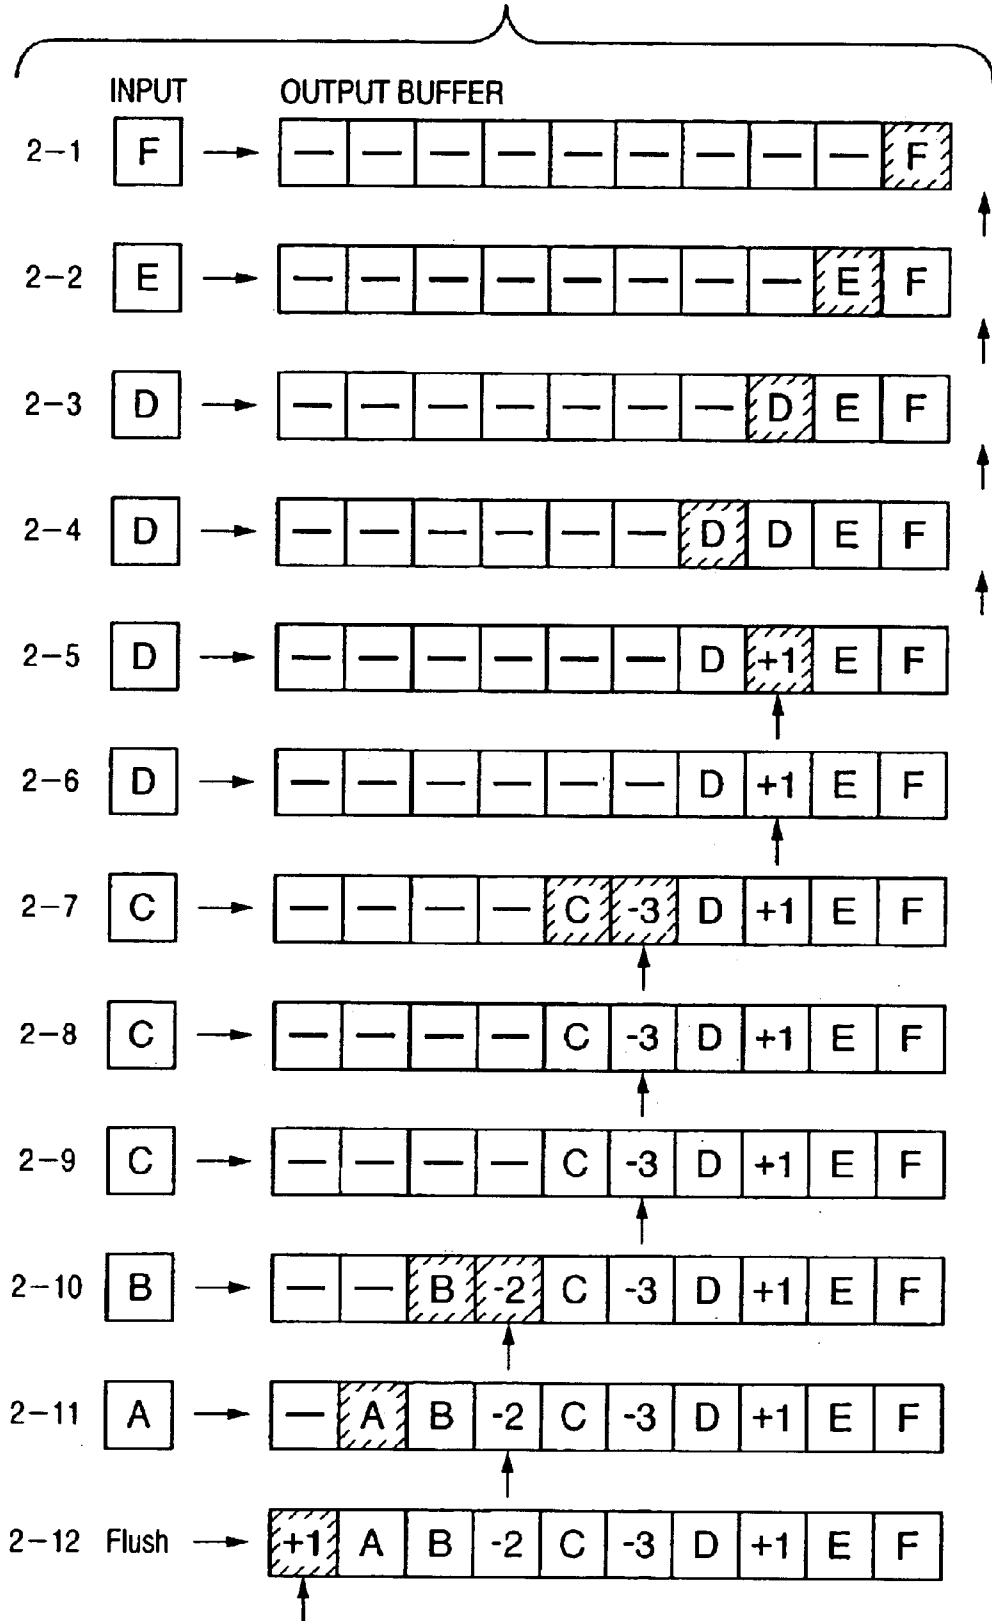 INPUT OUTPUT BUFFER
2-1 F — — — — — — — — — F
2-2 E — — — — — — — — E F
2-3 D — — — — — — — D E F
2-4 D — — — — — — D D E F
2-5 D — — — — — — D +1 E F
2-6 D — — — — — — D +1 E F
2-7 C — — — — C -3 D +1 E F
2-8 C — — — — C -3 D +1 E F
2-9 C — — — — C -3 D +1 E F
2-10 B — — B -2 C -3 D +1 E F
2-11 A — A B -2 C -3 D +1 E F
2-12 Flush +1 A B -2 C -3 D +1 E F